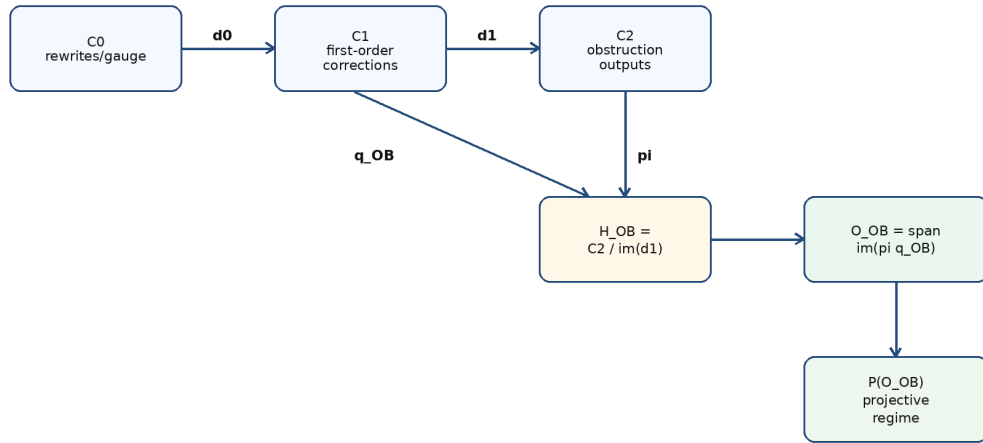 C0
rewrites/gauge
d0
C1
first-order
corrections
d1
C2
obstruction
outputs
q_OB
pi
H_OB =
C2 / im(d1)
O_OB = span
im(pi q_OB)
P(O_OB)
projective
regime